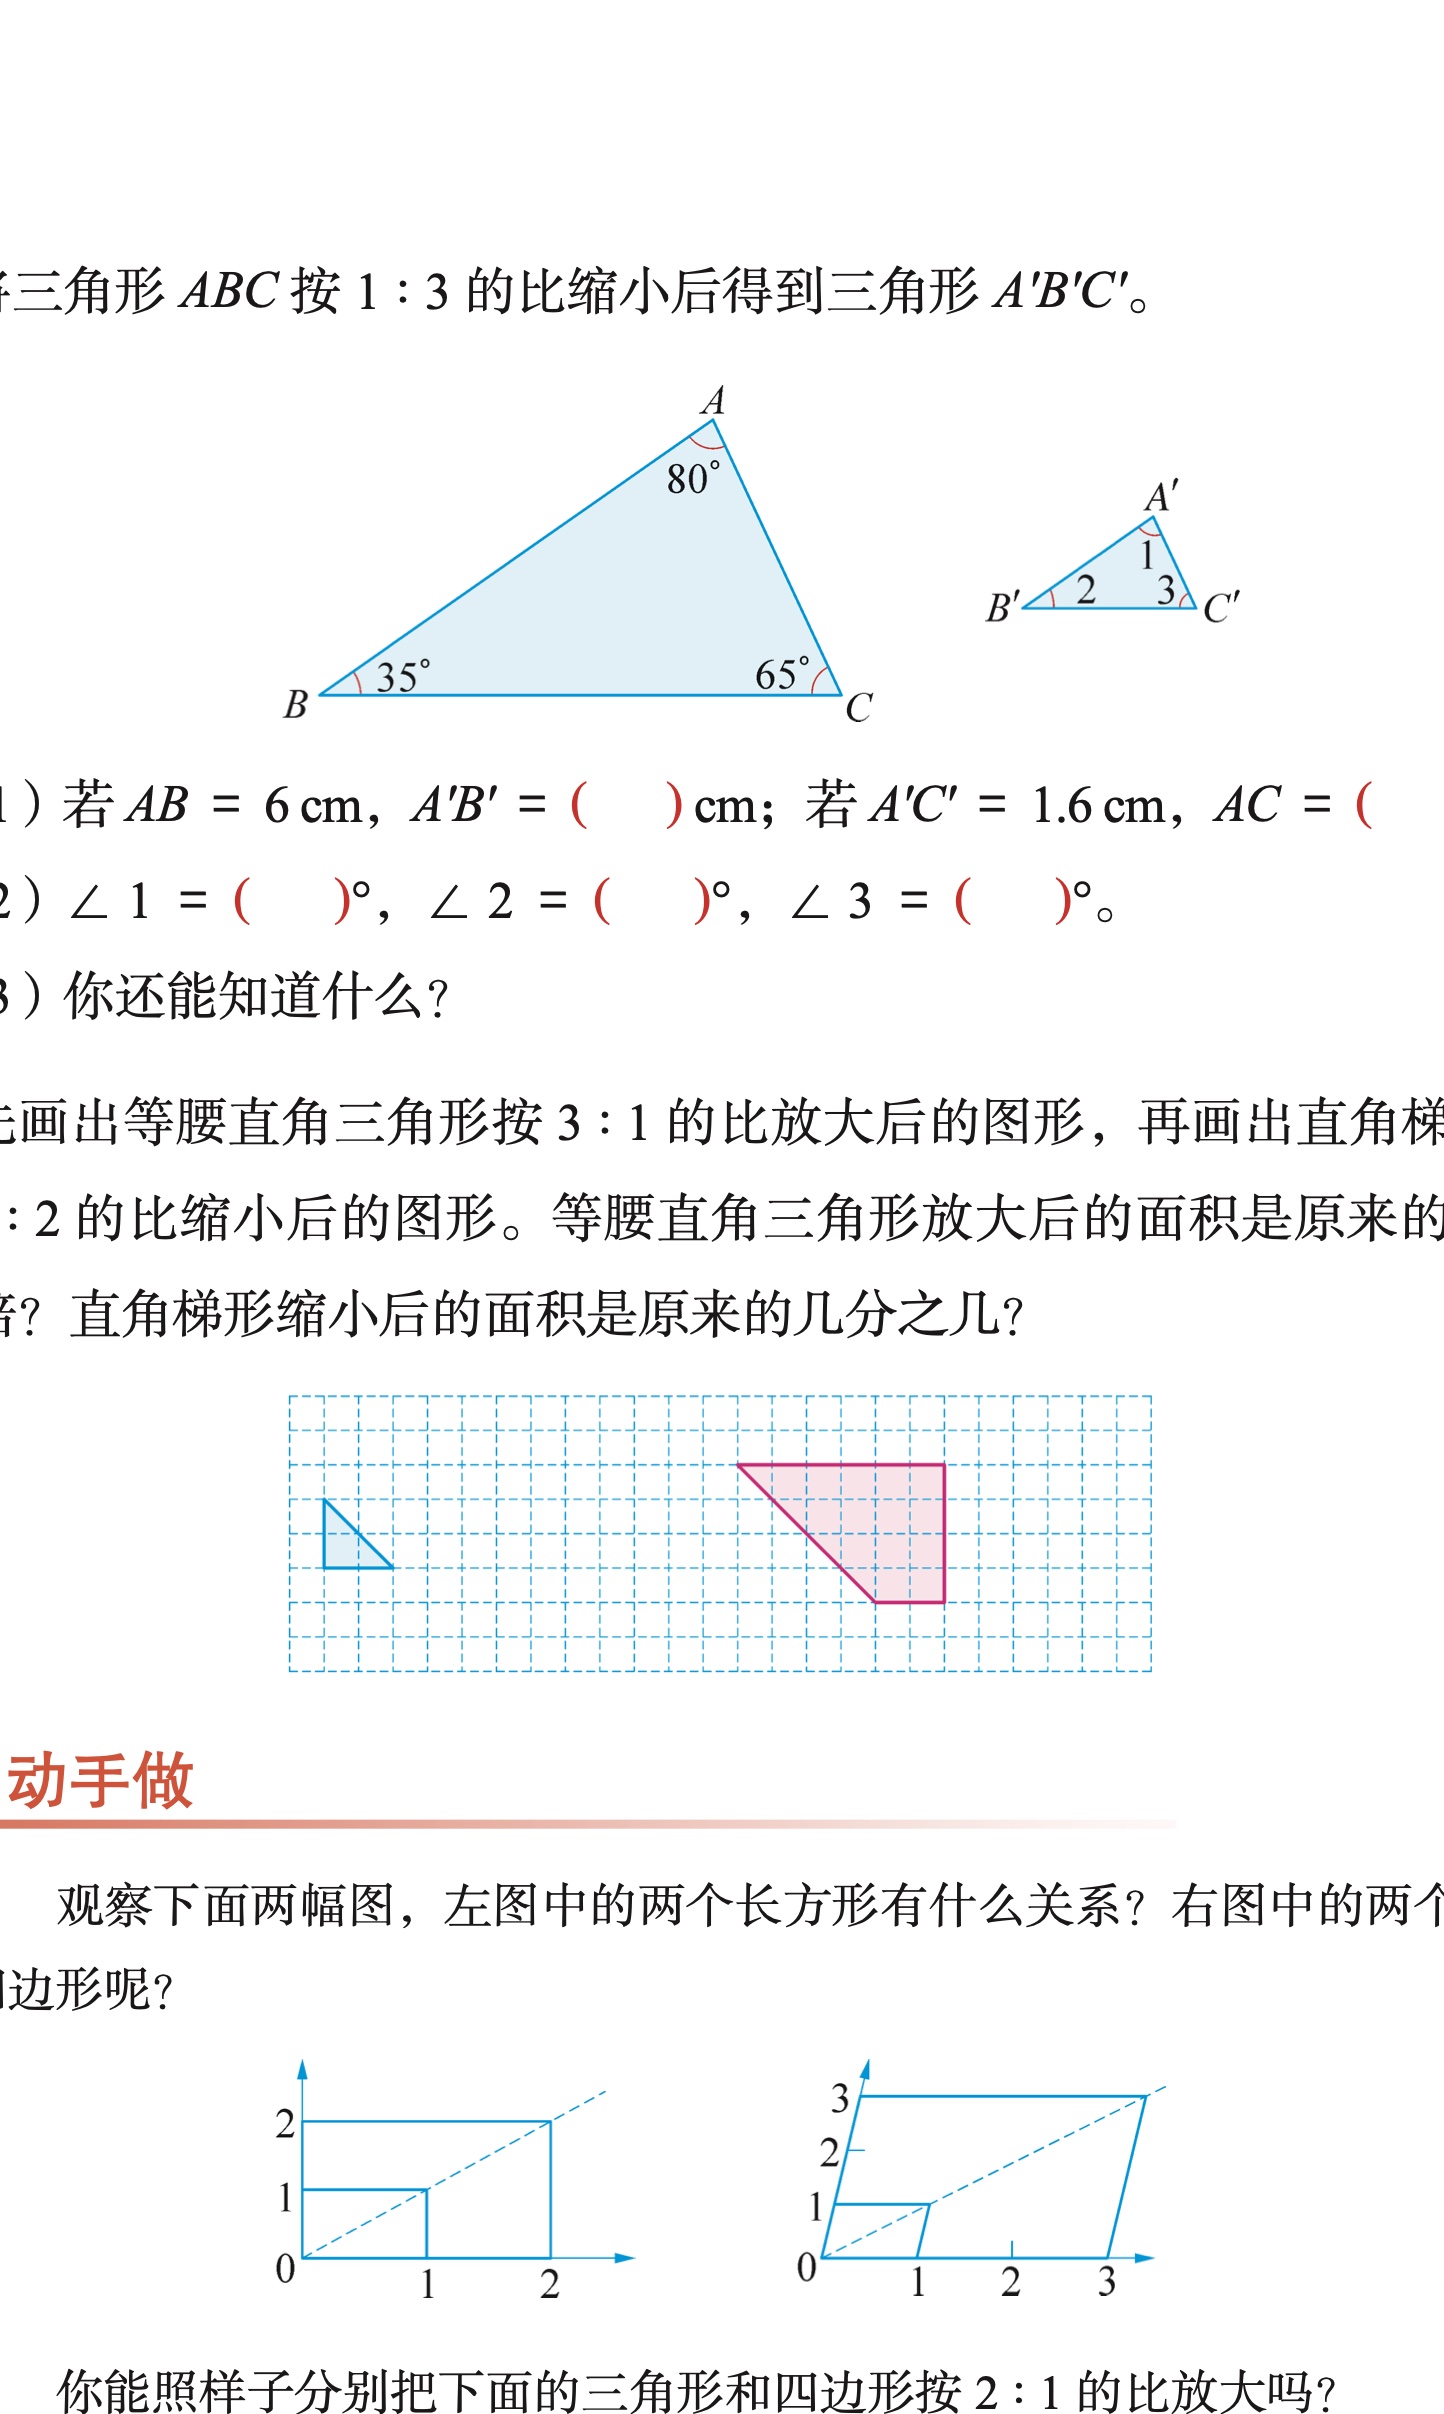 三角形 ABC 按 1∶3 的比缩小后得到三角形 A′B′C′。
A
80°
A′
1
B′ 2 3 C′
35° 65°
B C
）若 AB = 6 cm，A′B′ = (  ) cm；若 A′C′ = 1.6 cm，AC = (
2）∠1 = (  )°，∠2 = (  )°，∠3 = (  )°。
3）你还能知道什么？
画出等腰直角三角形按 3∶1 的比放大后的图形，再画出直角梯
∶2 的比缩小后的图形。等腰直角三角形放大后的面积是原来的
？直角梯形缩小后的面积是原来的几分之几？
动手做
观察下面两幅图，左图中的两个长方形有什么关系？右图中的两个
边形呢？
2
1
0
1 2
3
2
1
0
1 2 3
你能照样子分别把下面的三角形和四边形按 2∶1 的比放大吗？